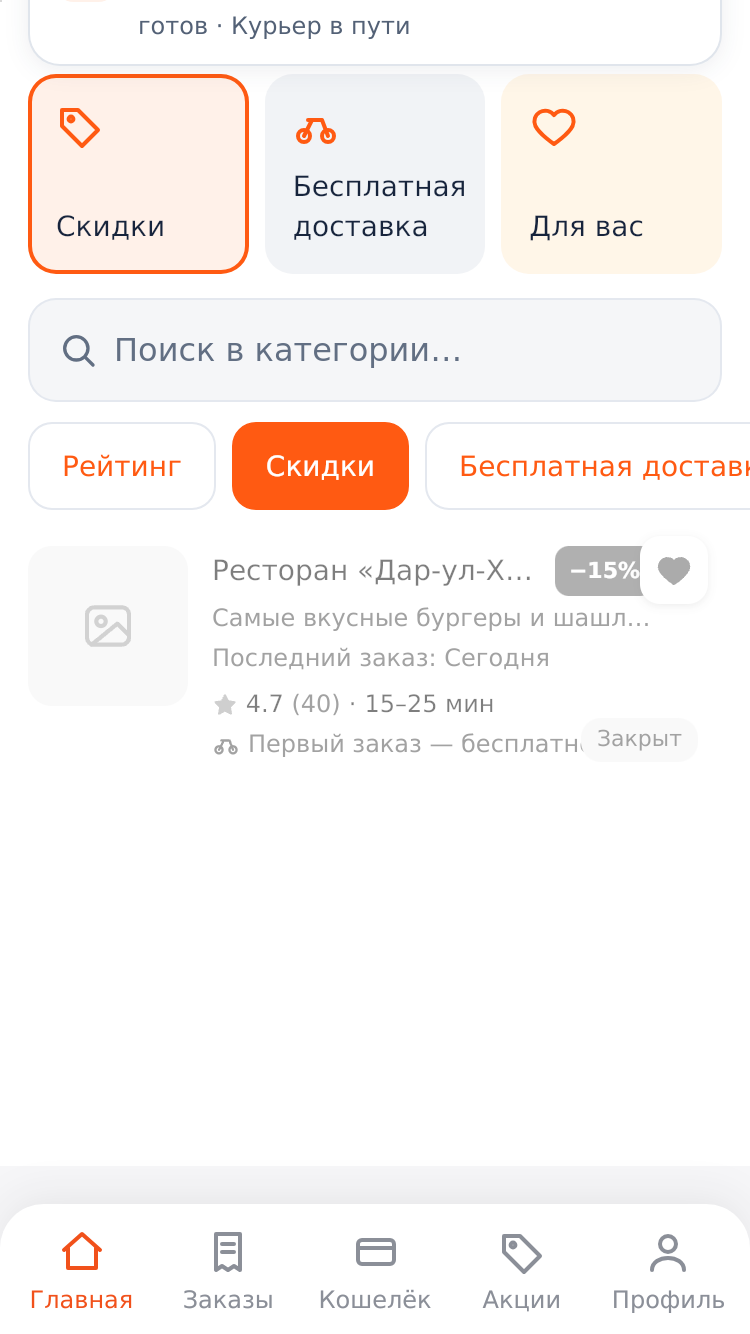 готов · Курьер в пути
Скидки
Бесплатная
доставка
Для вас
Поиск в категории...
Рейтинг
Скидки
Бесплатная достав
Ресторан «Дар-ул-Х...
−15%
Самые вкусные бургеры и шашл...
Последний заказ: Сегодня
4.7 (40) · 15–25 мин
Первый заказ — бесплатно
Закрыт
Главная
Заказы
Кошелёк
Акции
Профиль